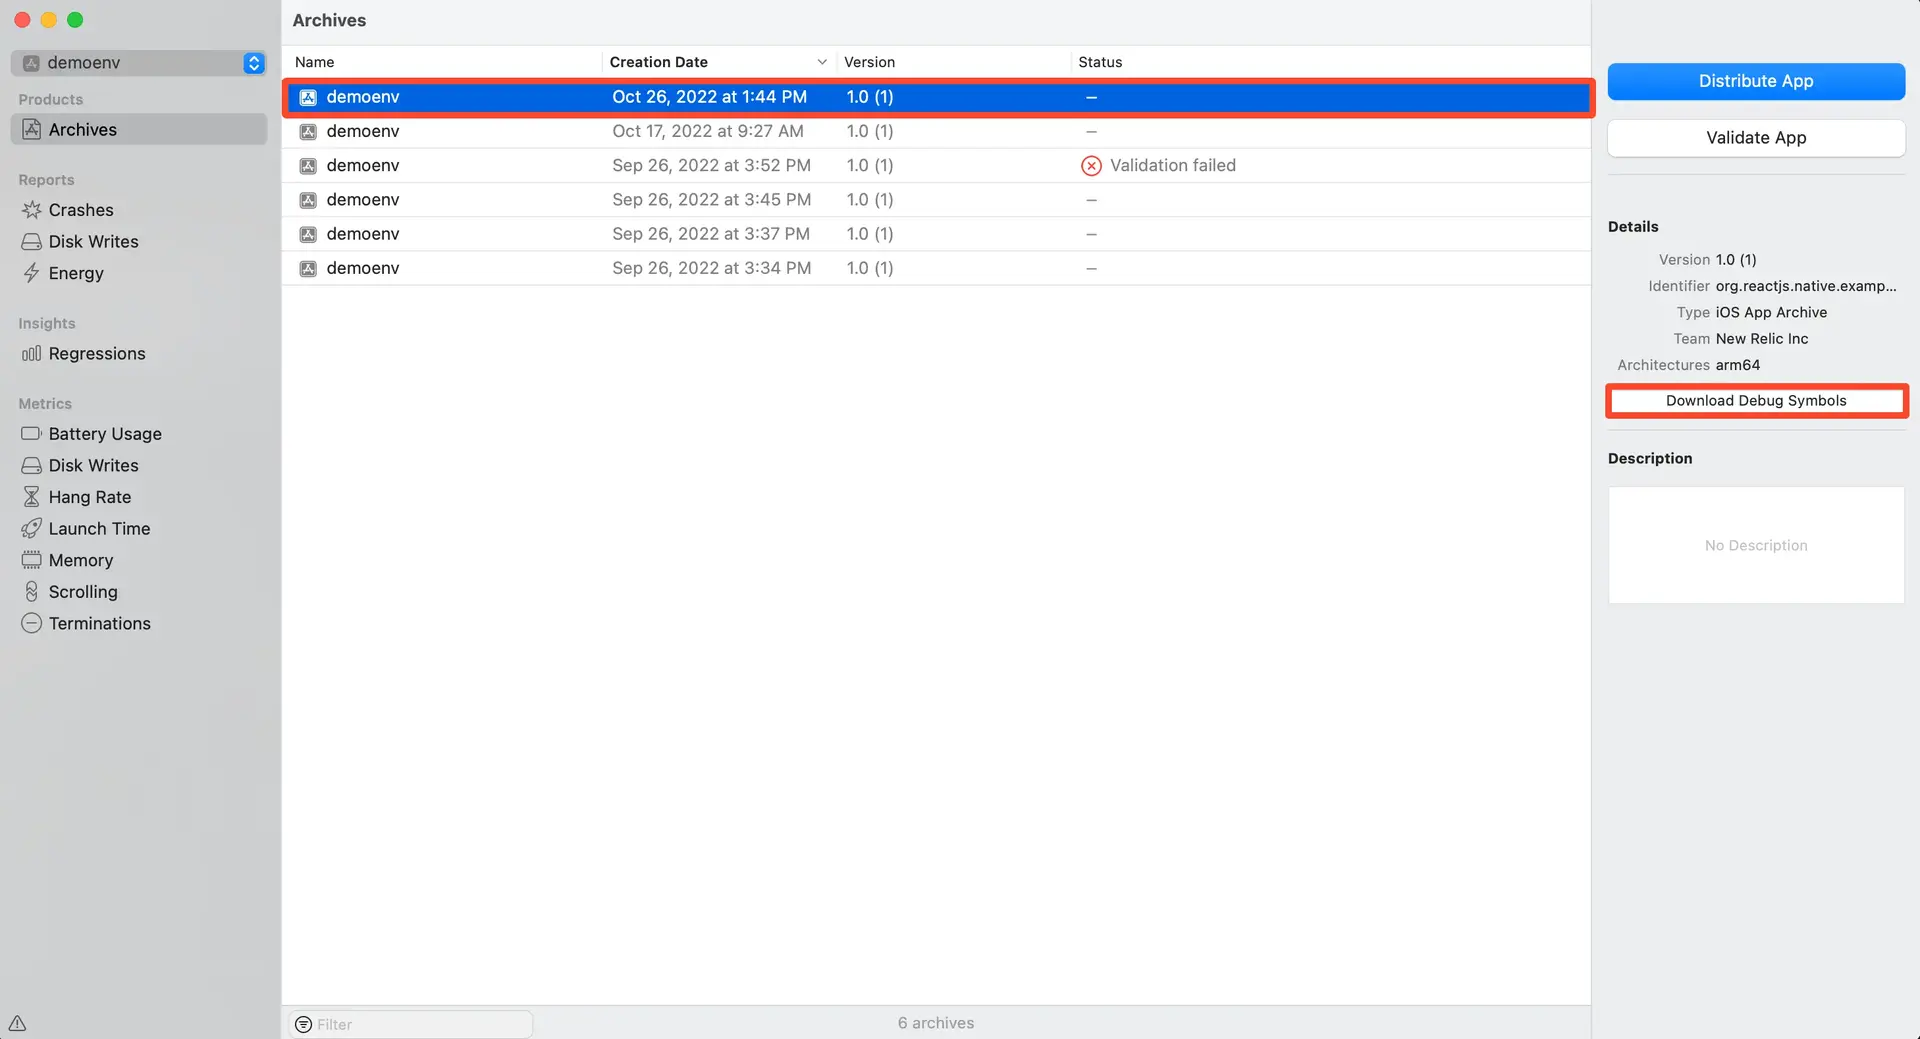 demoenv
Products
Archives
Reports
Crashes
Disk Writes
Energy
Insights
Regressions
Metrics
Battery Usage
Disk Writes
Hang Rate
Launch Time
Memory
Scrolling
Terminations
Archives
Name Creation Date Version Status
demoenv Oct 26, 2022 at 1:44 PM 1.0 (1) –
demoenv Oct 17, 2022 at 9:27 AM 1.0 (1) –
demoenv Sep 26, 2022 at 3:52 PM 1.0 (1) Validation failed
demoenv Sep 26, 2022 at 3:45 PM 1.0 (1) –
demoenv Sep 26, 2022 at 3:37 PM 1.0 (1) –
demoenv Sep 26, 2022 at 3:34 PM 1.0 (1) –
Filter
6 archives
Distribute App
Validate App
Details
Version 1.0 (1)
Identifier org.reactjs.native.examp...
Type iOS App Archive
Team New Relic Inc
Architectures arm64
Download Debug Symbols
Description
No Description